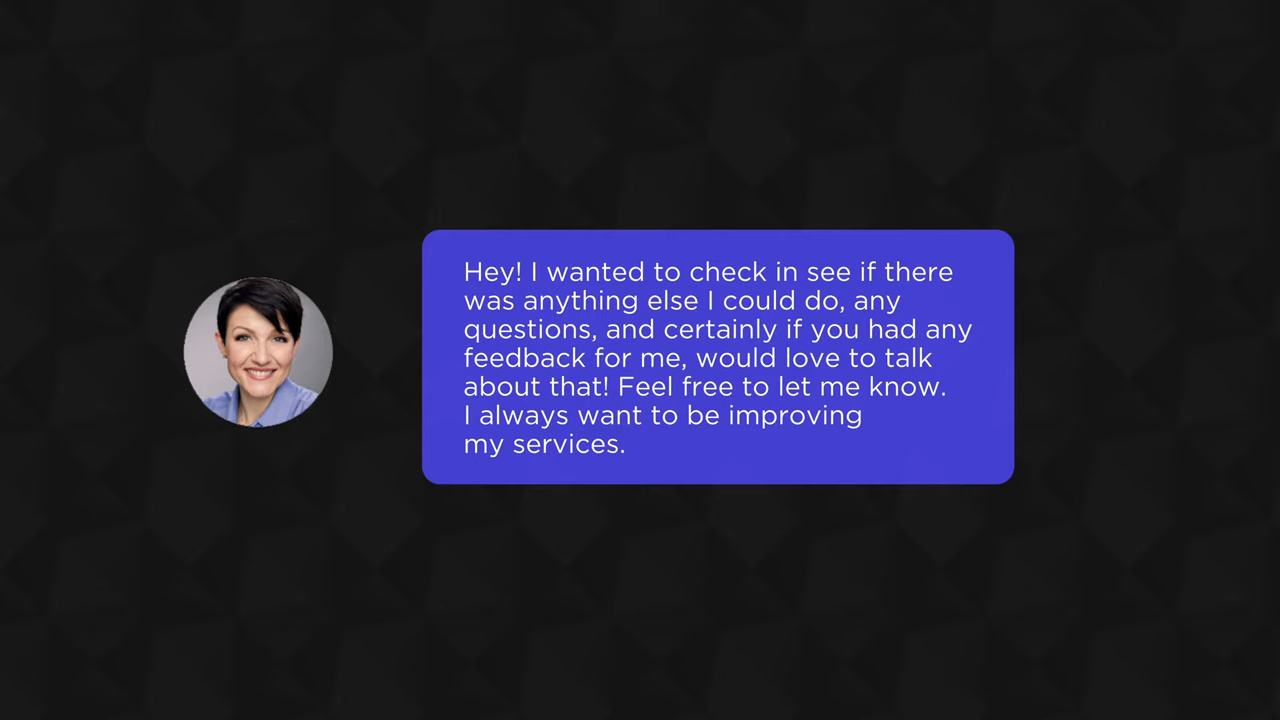 Hey! I wanted to check in see if there
was anything else I could do, any
questions, and certainly if you had any
feedback for me, would love to talk
about that! Feel free to let me know.
I always want to be improving
my services.